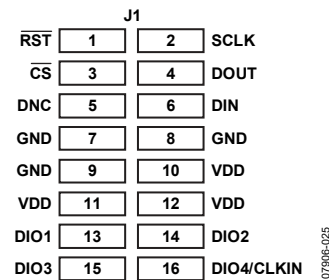 J1
RST 1 2 SCLK
CS 3 4 DOUT
DNC 5 6 DIN
GND 7 8 GND
GND 9 10 VDD
VDD 11 12 VDD
DIO1 13 14 DIO2
DIO3 15 16 DIO4/CLKIN
07906-025